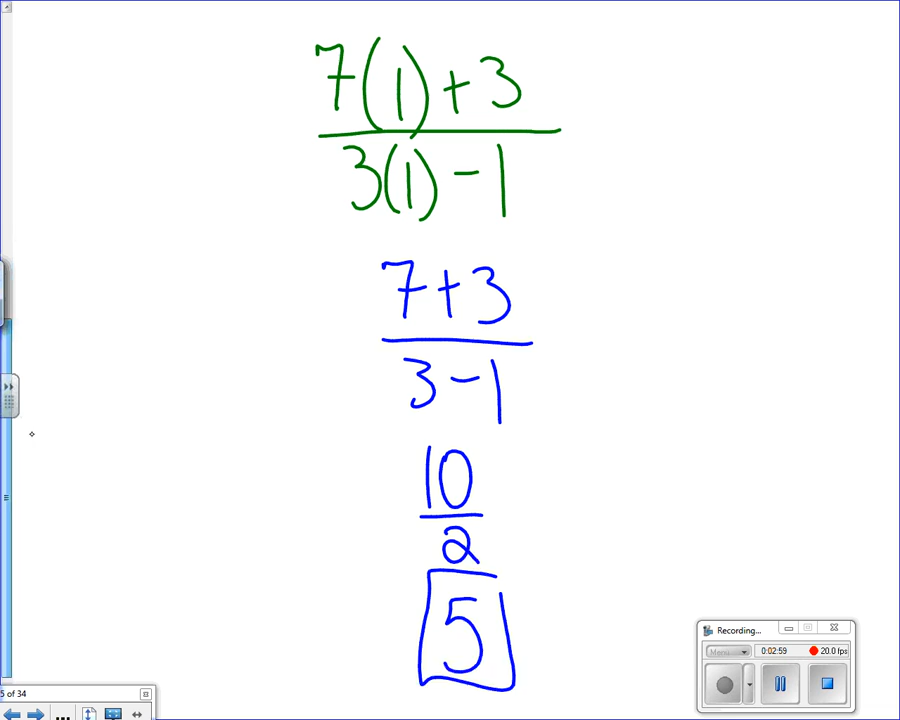 7(1)+3
3(1)-1
7+3
3-1
10
2
5
Recording...
Menu
0:02:59
20.0 fps
5 of 34